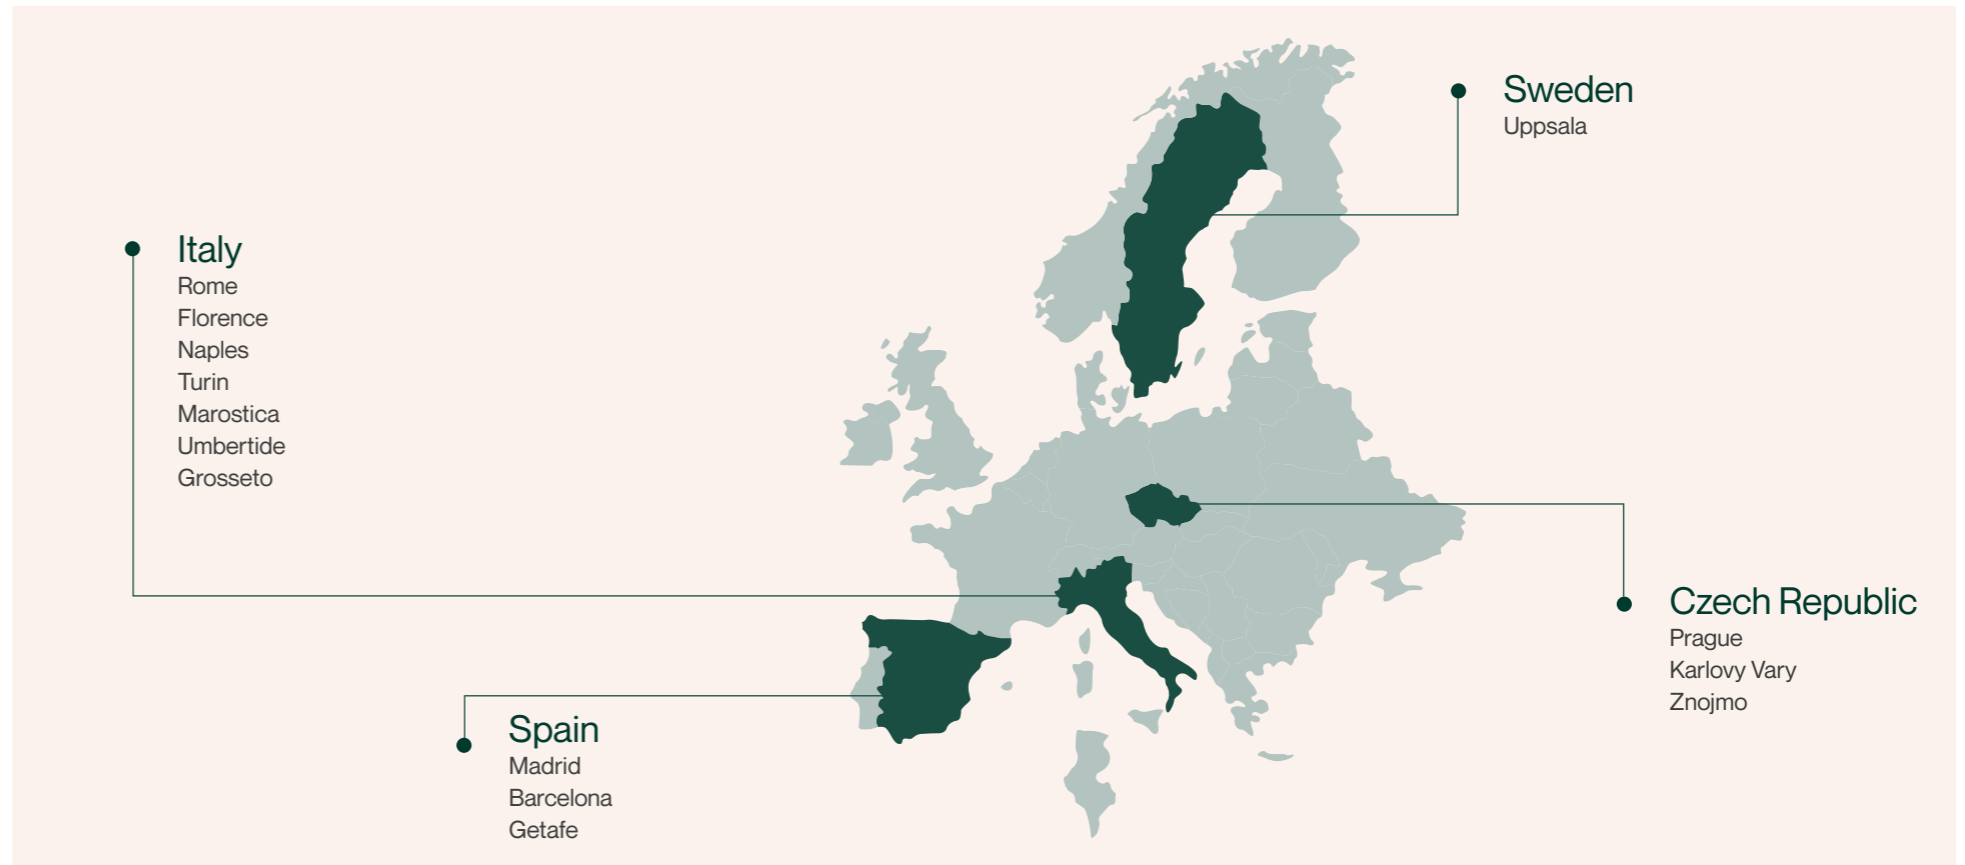 Sweden
Uppsala
Italy
Rome
Florence
Naples
Turin
Marostica
Umbertide
Grosseto
Czech Republic
Prague
Karlovy Vary
Znojmo
Spain
Madrid
Barcelona
Getafe